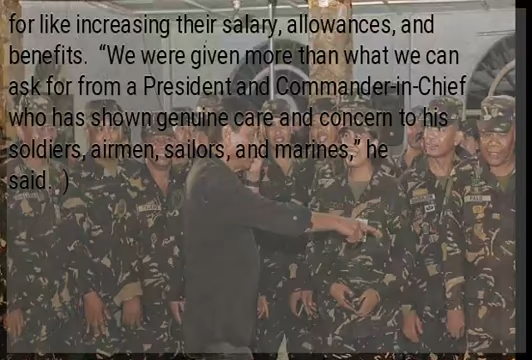 for like increasing their salary, allowances, and
benefits.  “We were given more than what we can
ask for from a President and Commander-in-Chief
who has shown genuine care and concern to his
soldiers, airmen, sailors, and marines,” he
said.  )